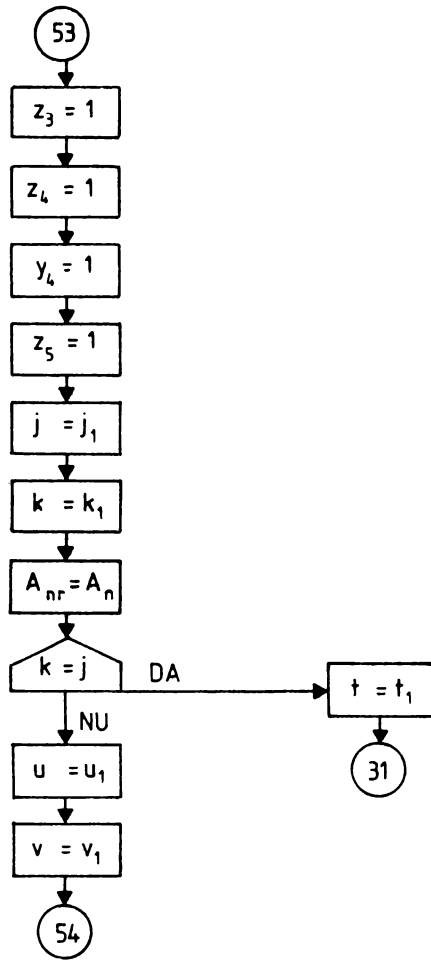 53
z₃ = 1
z₄ = 1
y₄ = 1
z₅ = 1
j = j₁
k = k₁
Aₙᵣ = Aₙ
k = j
DA
t = t₁
NU
31
u = u₁
v = v₁
54